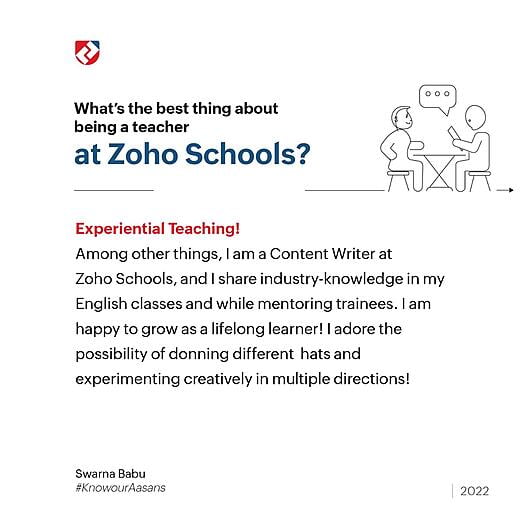 What's the best thing about
being a teacher
at Zoho Schools?
Experiential Teaching!
Among other things, I am a Content Writer at
Zoho Schools, and I share industry-knowledge in my
English classes and while mentoring trainees. I am
happy to grow as a lifelong learner! I adore the
possibility of donning different hats and
experimenting creatively in multiple directions!
Swarna Babu
#KnowourAasans
2022